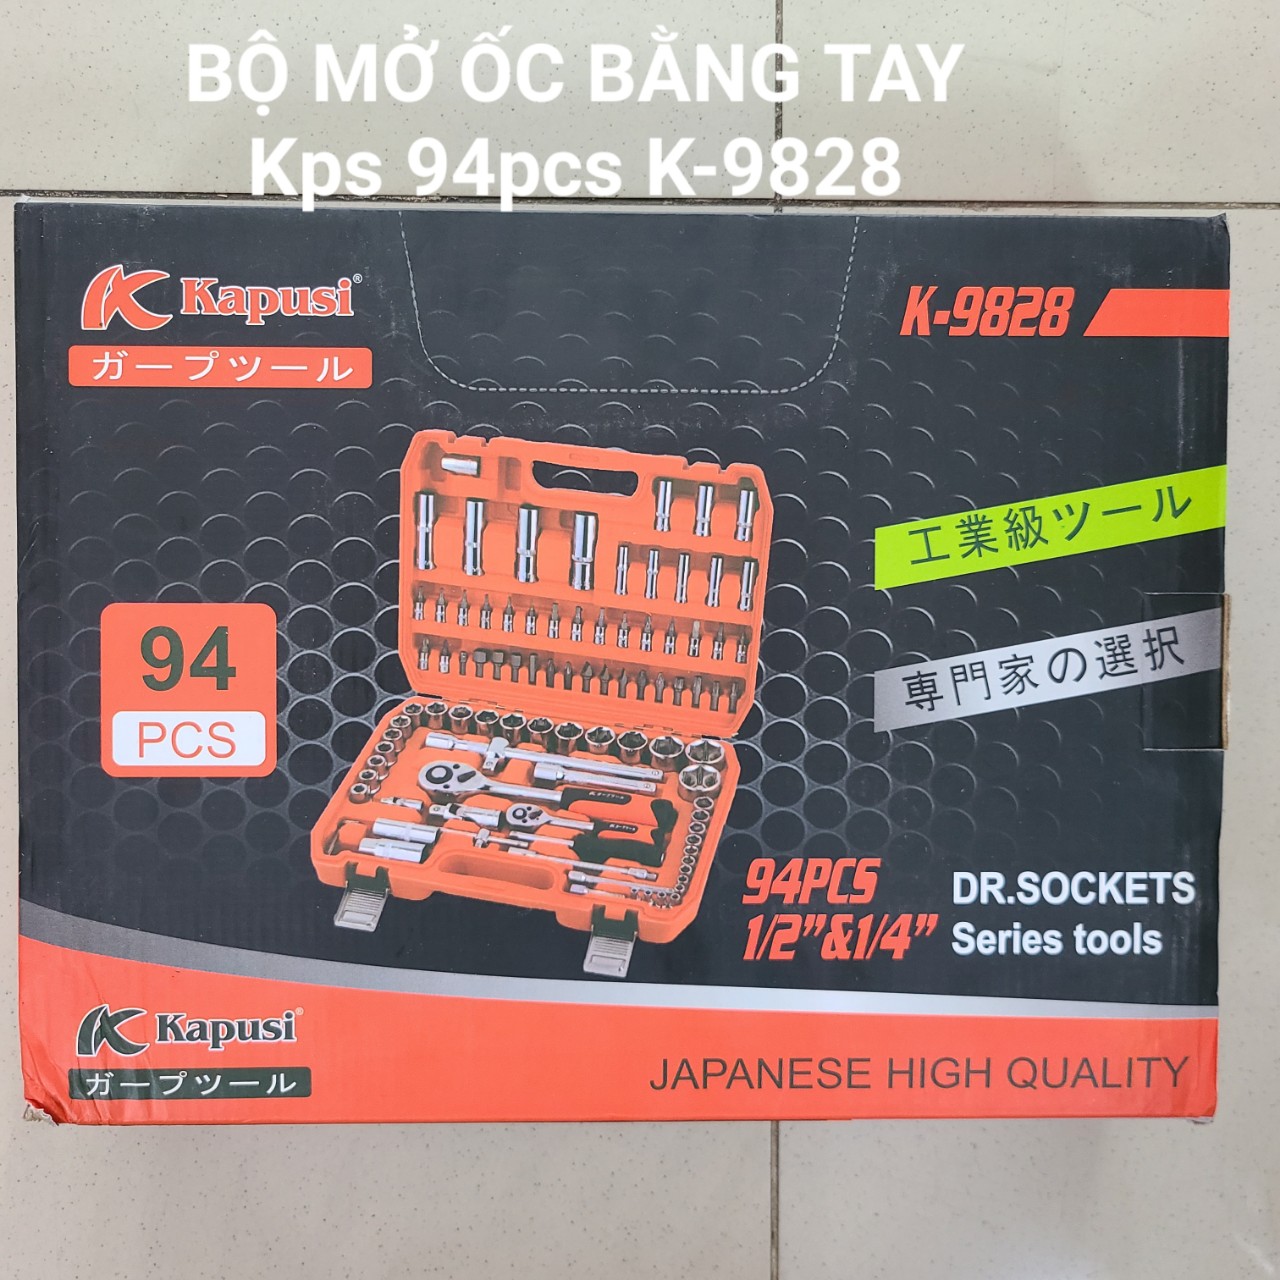 BỘ MỞ ỐC BẰNG TAY
Kps 94pcs K-9828
Kapusi®
ガープツール
K-9828
工業級ツール
専門家の選択
94
PCS
94PCS
1/2”&1/4”
DR.SOCKETS
Series tools
Kapusi®
ガープツール
JAPANESE HIGH QUALITY